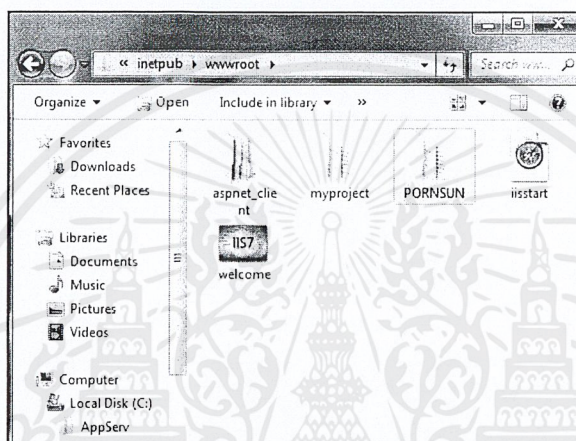 « inetpub ▸ wwwroot ▸
Search
Organize ▾ Open Include in library ▾ »
Favorites
Downloads
Recent Places
Libraries
Documents
Music
Pictures
Videos
Computer
Local Disk (C:)
AppServ
aspnet_clie
nt
myproject
PORNSUN
iisstart
IIS7
welcome